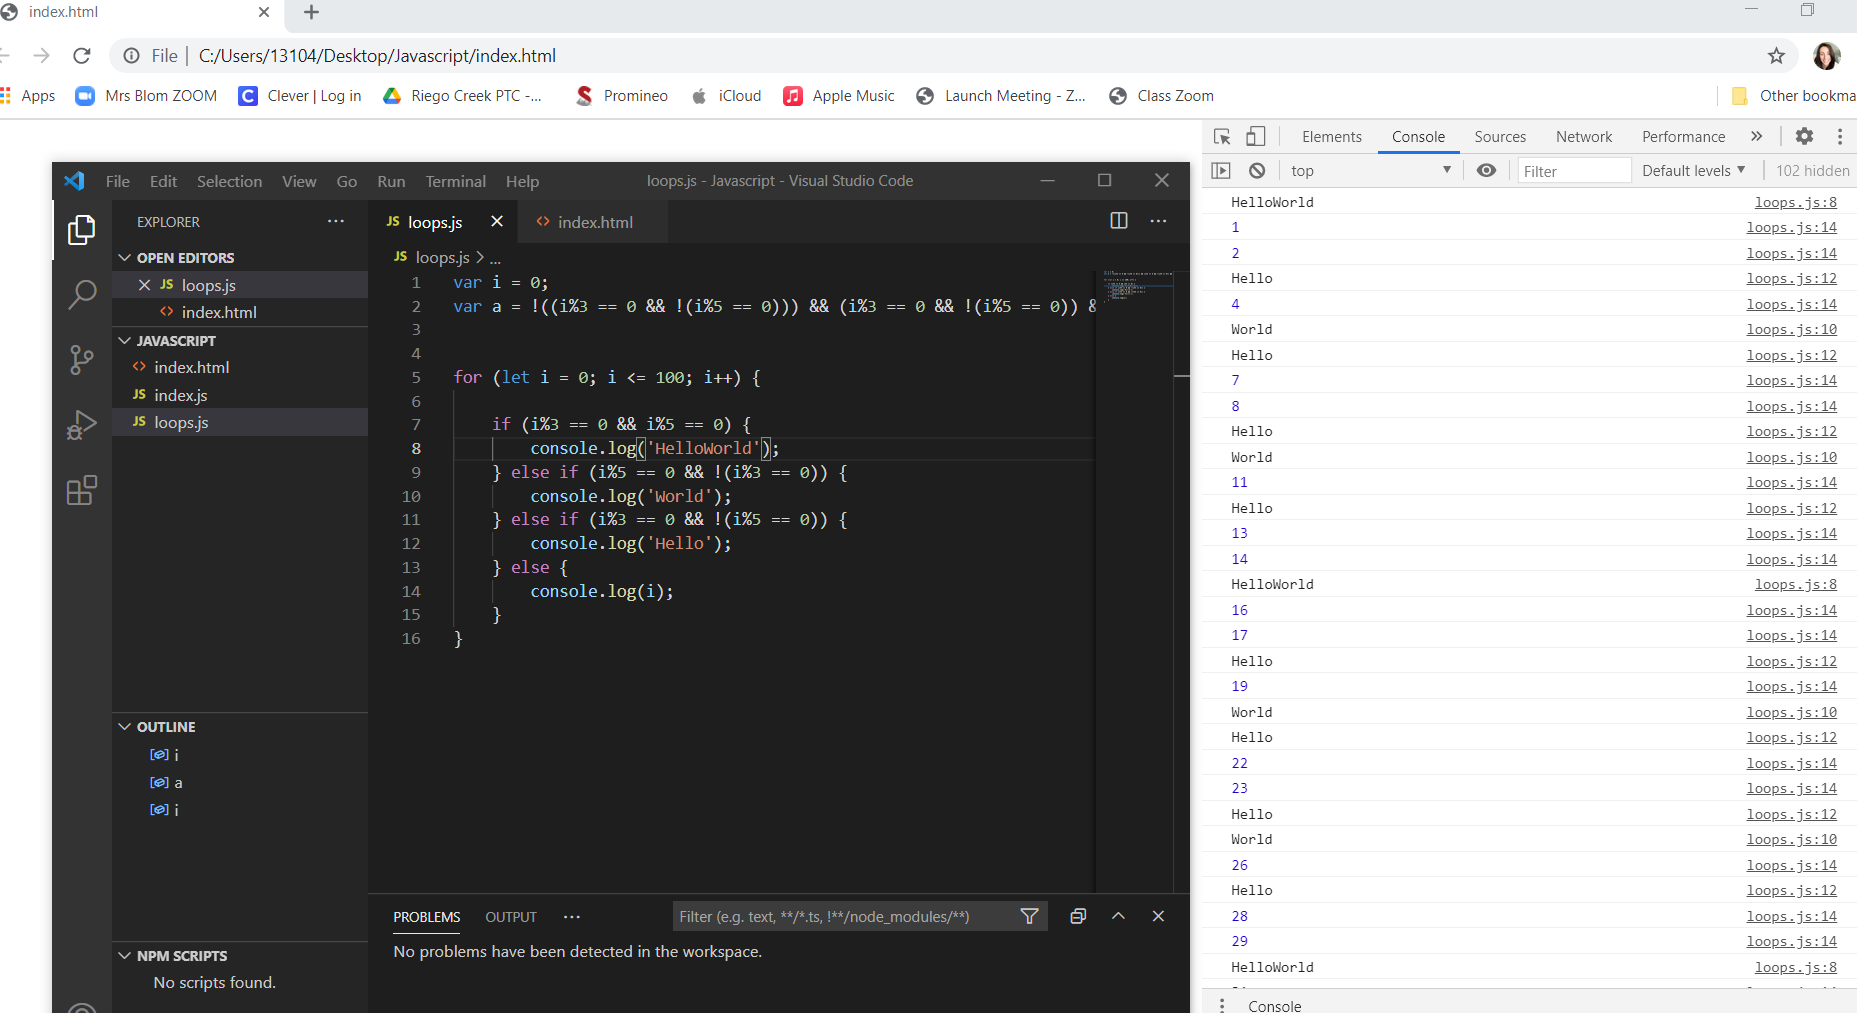 index.html
File C:/Users/13104/Desktop/Javascript/index.html
Apps Mrs Blom ZOOM Clever | Log in Riego Creek PTC -... Promineo iCloud Apple Music Launch Meeting - Z... Class Zoom Other bookma
Elements Console Sources Network Performance
top Filter Default levels 102 hidden
File Edit Selection View Go Run Terminal Help loops.js - Javascript - Visual Studio Code
EXPLORER
OPEN EDITORS
JS loops.js
index.html
JAVASCRIPT
index.html
JS index.js
JS loops.js
OUTLINE
i
a
i
NPM SCRIPTS
No scripts found.
JS loops.js index.html
JS loops.js > ...
1 var i = 0;
2 var a = !((i%3 == 0 && !(i%5 == 0))) && (i%3 == 0 && !(i%5 == 0)) &
3
4
5 for (let i = 0; i <= 100; i++) {
6
7 if (i%3 == 0 && i%5 == 0) {
8 console.log('HelloWorld');
9 } else if (i%5 == 0 && !(i%3 == 0)) {
10 console.log('World');
11 } else if (i%3 == 0 && !(i%5 == 0)) {
12 console.log('Hello');
13 } else {
14 console.log(i);
15 }
16 }
PROBLEMS OUTPUT ... Filter (e.g. text, **/*.ts, !**/node_modules/**)
No problems have been detected in the workspace.
HelloWorld loops.js:8
1 loops.js:14
2 loops.js:14
Hello loops.js:12
4 loops.js:14
World loops.js:10
Hello loops.js:12
7 loops.js:14
8 loops.js:14
Hello loops.js:12
World loops.js:10
11 loops.js:14
Hello loops.js:12
13 loops.js:14
14 loops.js:14
HelloWorld loops.js:8
16 loops.js:14
17 loops.js:14
Hello loops.js:12
19 loops.js:14
World loops.js:10
Hello loops.js:12
22 loops.js:14
23 loops.js:14
Hello loops.js:12
World loops.js:10
26 loops.js:14
Hello loops.js:12
28 loops.js:14
29 loops.js:14
HelloWorld loops.js:8
Console